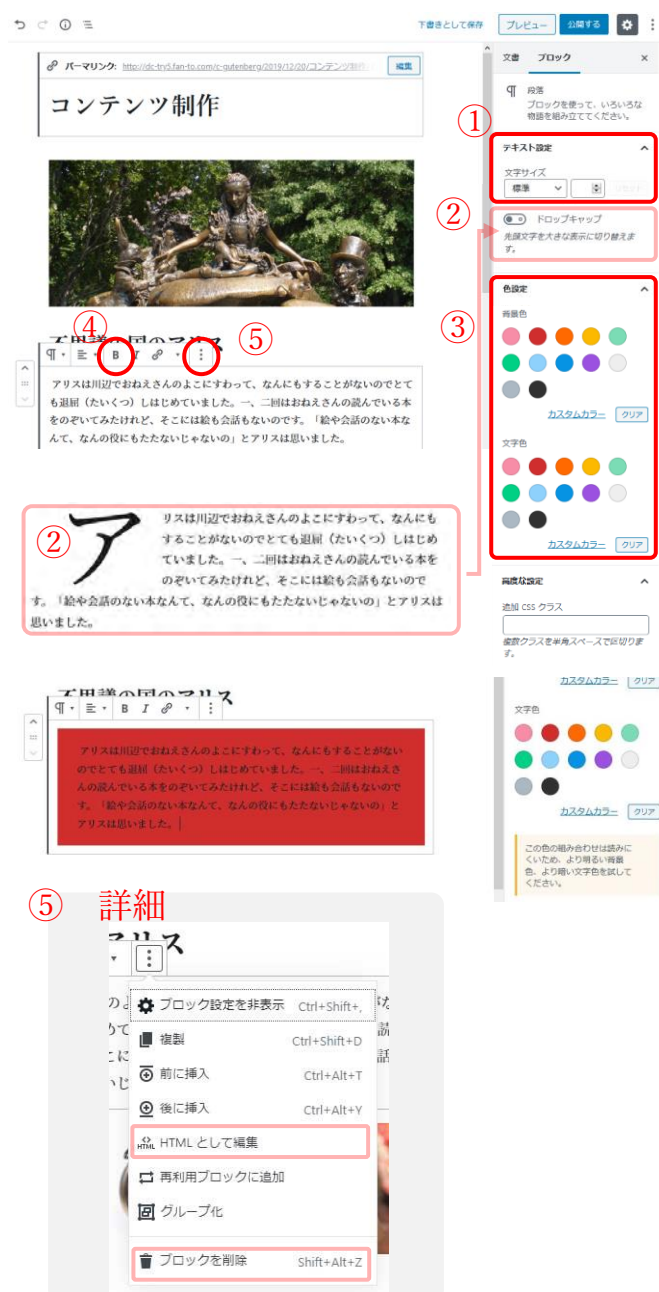 下書きとして保存 プレビュー 公開する
パーマリンク: http://dc-try5.fan-to.com/c-gutenberg/2019/12/20/コンテンツ制作 編集
コンテンツ制作
文書 ブロック ×
段落
ブロックを使って、いろいろな
物語を組み立ててください。
①
テキスト設定
文字サイズ
標準 リセット
②
ドロップキャップ
先頭文字を大きな表示に切り替えま
す。
③
色設定
背景色
カスタムカラー クリア
文字色
カスタムカラー クリア
高度な設定
追加 CSS クラス
複数クラスを半角スペースで区切りま
す。
④ ⑤
不思議の国のアリス
B I
アリスは川辺でおねえさんのよこにすわって、なんにもすることがないのでとて
も退屈(たいくつ)しはじめていました。一、二回はおねえさんの読んでいる本
をのぞいてみたけれど、そこには絵も会話もないのです。「絵や会話のない本な
んて、なんの役にもたたないじゃないの」とアリスは思いました。
②
アリスは川辺でおねえさんのよこにすわって、なんにも
することがないのでとても退屈(たいくつ)しはじめ
ていました。一、二回はおねえさんの読んでいる本を
のぞいてみたけれど、そこには絵も会話もないので
す。「絵や会話のない本なんて、なんの役にもたたないじゃないの」とアリスは
思いました。
不思議の国のアリス
B I
アリスは川辺でおねえさんのよこにすわって、なんにもすることがない
のでとても退屈(たいくつ)しはじめていました。一、二回はおねえさ
んの読んでいる本をのぞいてみたけれど、そこには絵も会話もないので
す。「絵や会話のない本なんて、なんの役にもたたないじゃないの」と
アリスは思いました。
カスタムカラー クリア
文字色
カスタムカラー クリア
この色の組み合わせは読みに
くいため、より明るい背景
色、より暗い文字色を試して
ください。
⑤ 詳細
アリス
ブロック設定を非表示 Ctrl+Shift+,
複製 Ctrl+Shift+D
前に挿入 Ctrl+Alt+T
後に挿入 Ctrl+Alt+Y
HTML HTML として編集
再利用ブロックに追加
グループ化
ブロックを削除 Shift+Alt+Z